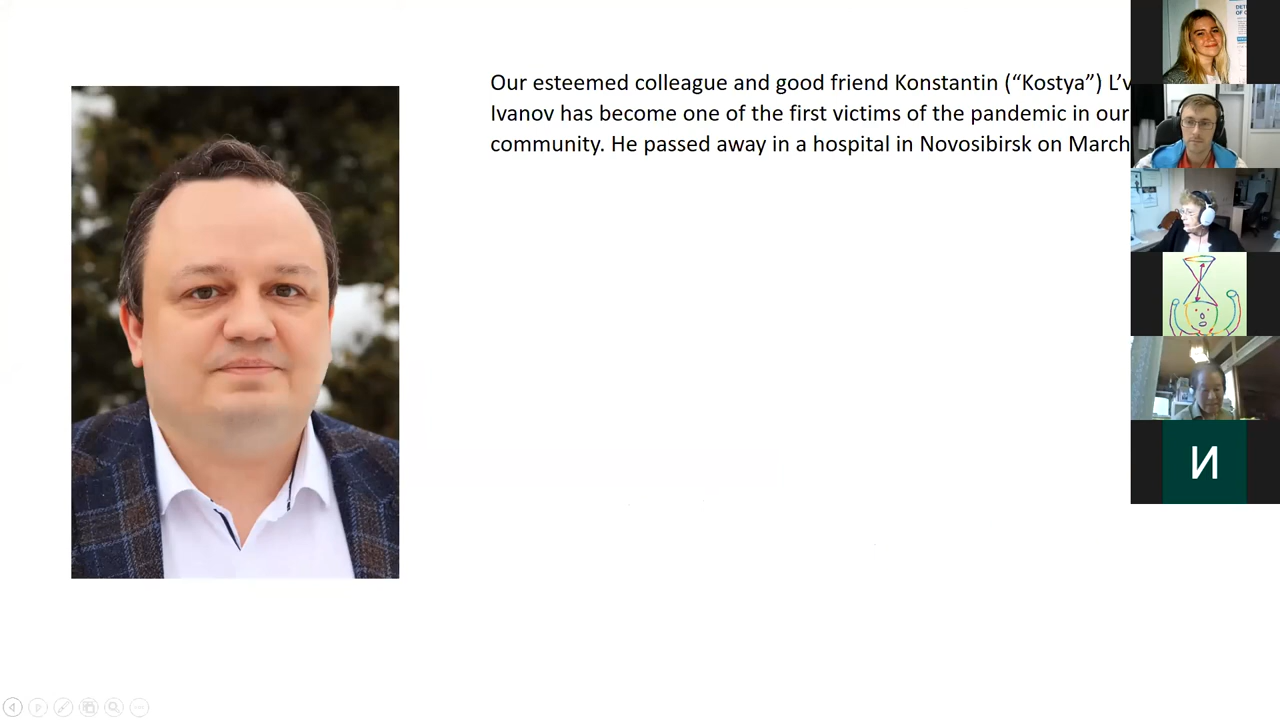 Our esteemed colleague and good friend Konstantin (“Kostya”) L’v
Ivanov has become one of the first victims of the pandemic in our
community. He passed away in a hospital in Novosibirsk on March
И